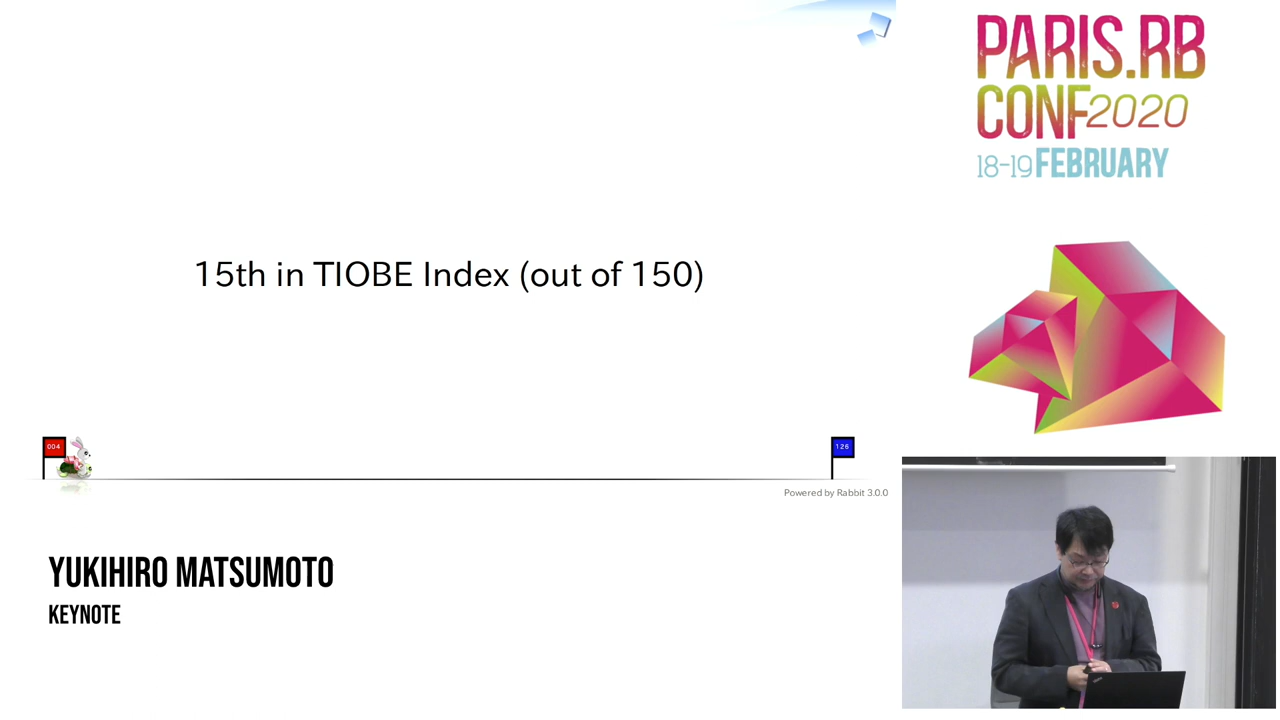 15th in TIOBE Index (out of 150)
004
126
Powered by Rabbit 3.0.0
YUKIHIRO MATSUMOTO
KEYNOTE
PARIS.RB
CONF2020
18-19 FEBRUARY